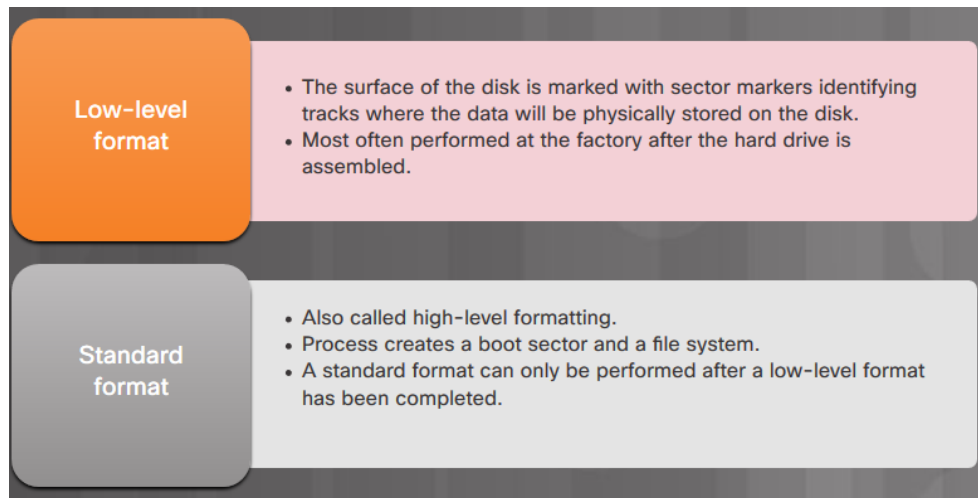 Low-level
format
• The surface of the disk is marked with sector markers identifying
tracks where the data will be physically stored on the disk.
• Most often performed at the factory after the hard drive is
assembled.
Standard
format
• Also called high-level formatting.
• Process creates a boot sector and a file system.
• A standard format can only be performed after a low-level format
has been completed.